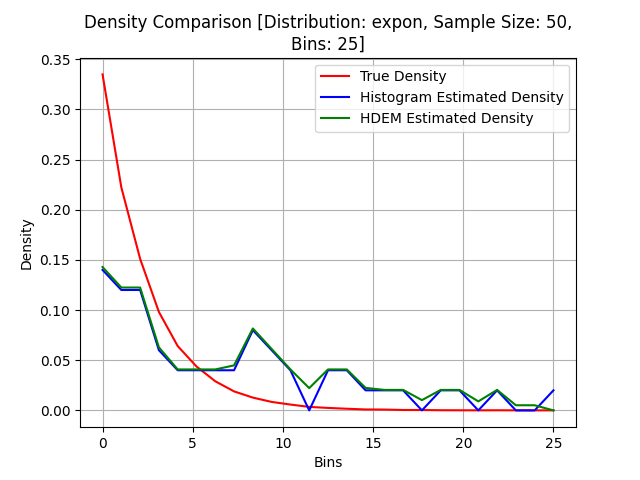 Density Comparison [Distribution: expon, Sample Size: 50,
Bins: 25]
True Density
Histogram Estimated Density
HDEM Estimated Density
Density
0.35
0.30
0.25
0.20
0.15
0.10
0.05
0.00
0 5 10 15 20 25
Bins